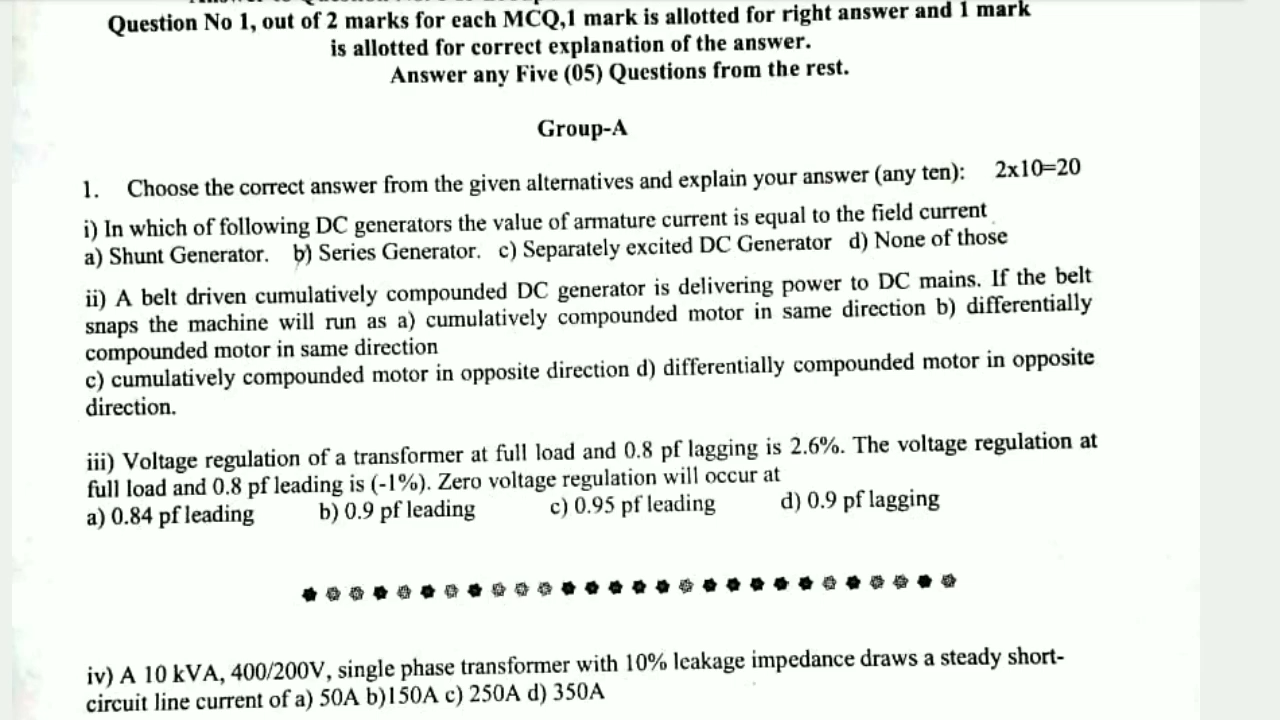 Question No 1, out of 2 marks for each MCQ,1 mark is allotted for right answer and 1 mark
is allotted for correct explanation of the answer.
Answer any Five (05) Questions from the rest.
Group-A
1. Choose the correct answer from the given alternatives and explain your answer (any ten): 2x10=20
i) In which of following DC generators the value of armature current is equal to the field current
a) Shunt Generator. b) Series Generator. c) Separately excited DC Generator d) None of those
ii) A belt driven cumulatively compounded DC generator is delivering power to DC mains. If the belt
snaps the machine will run as a) cumulatively compounded motor in same direction b) differentially
compounded motor in same direction
c) cumulatively compounded motor in opposite direction d) differentially compounded motor in opposite
direction.
iii) Voltage regulation of a transformer at full load and 0.8 pf lagging is 2.6%. The voltage regulation at
full load and 0.8 pf leading is (-1%). Zero voltage regulation will occur at
a) 0.84 pf leading b) 0.9 pf leading c) 0.95 pf leading d) 0.9 pf lagging
iv) A 10 kVA, 400/200V, single phase transformer with 10% leakage impedance draws a steady short-
circuit line current of a) 50A b)150A c) 250A d) 350A